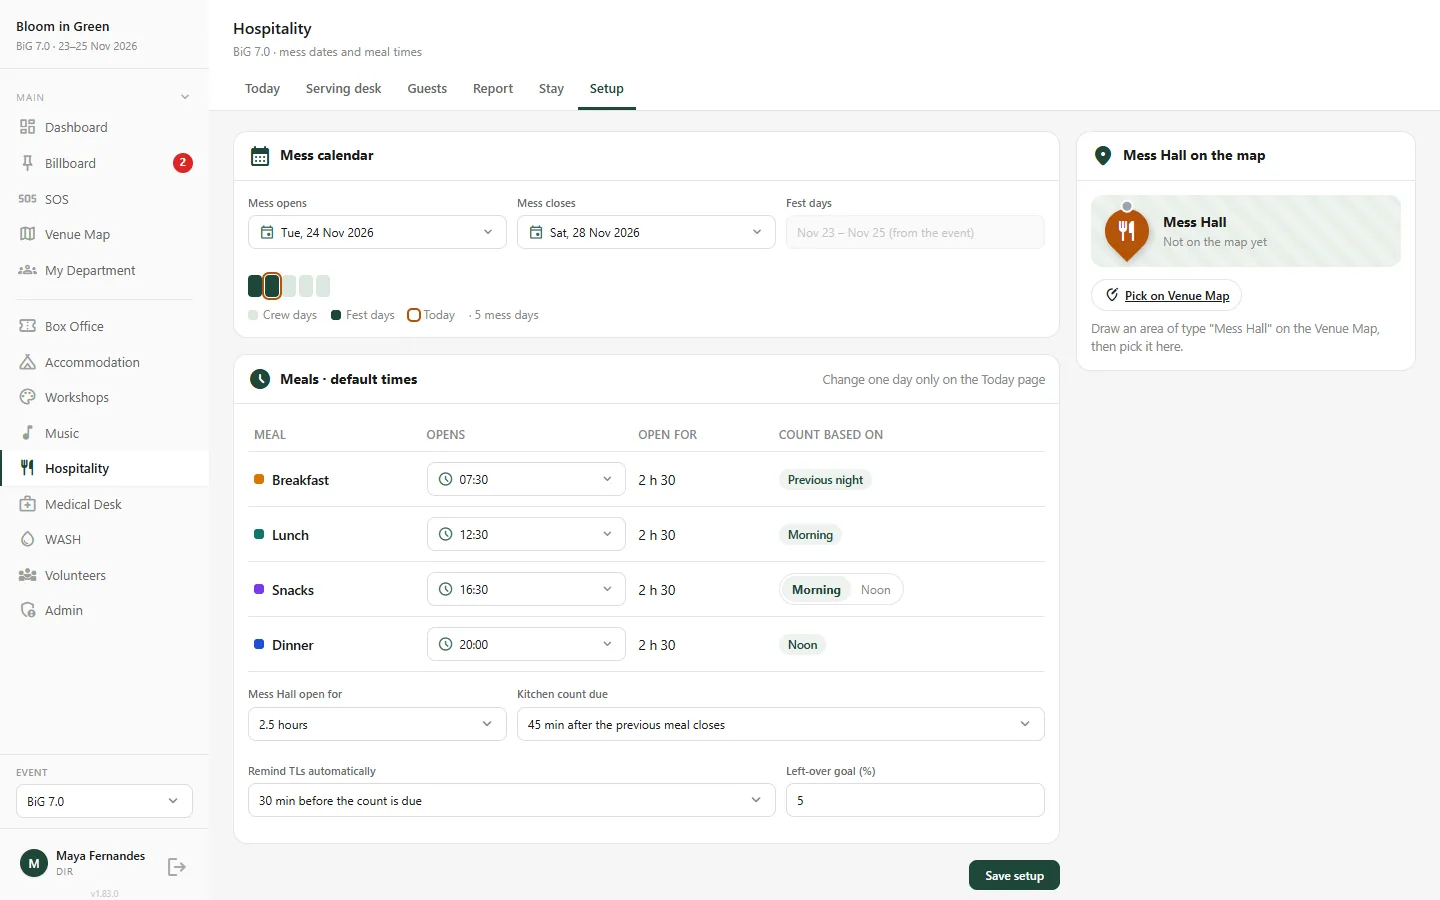 Bloom in Green
BiG 7.0 · 23–25 Nov 2026
MAIN
Dashboard
Billboard
2
SOS
SOS
Venue Map
My Department
Box Office
Accommodation
Workshops
Music
Hospitality
Medical Desk
WASH
Volunteers
Admin
EVENT
BiG 7.0
M
Maya Fernandes
DIR
v1.83.0
Hospitality
BiG 7.0 · mess dates and meal times
Today
Serving desk
Guests
Report
Stay
Setup
Mess calendar
Mess opens
Mess closes
Fest days
Tue, 24 Nov 2026
Sat, 28 Nov 2026
Nov 23 – Nov 25 (from the event)
Crew days
Fest days
Today
· 5 mess days
Meals · default times
Change one day only on the Today page
MEAL
OPENS
OPEN FOR
COUNT BASED ON
Breakfast
07:30
2 h 30
Previous night
Lunch
12:30
2 h 30
Morning
Snacks
16:30
2 h 30
Morning
Noon
Dinner
20:00
2 h 30
Noon
Mess Hall open for
Kitchen count due
2.5 hours
45 min after the previous meal closes
Remind TLs automatically
Left-over goal (%)
30 min before the count is due
5
Save setup
Mess Hall on the map
Mess Hall
Not on the map yet
Pick on Venue Map
Draw an area of type "Mess Hall" on the Venue Map,
then pick it here.